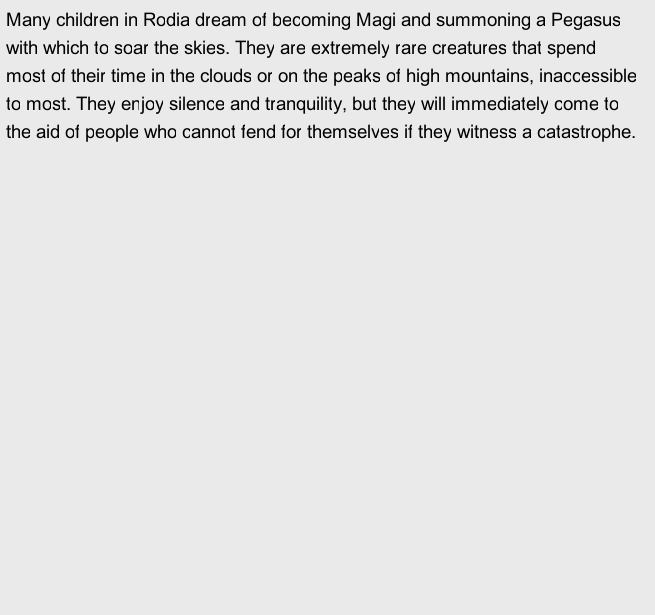 Many children in Rodia dream of becoming Magi and summoning a Pegasus
with which to soar the skies. They are extremely rare creatures that spend
most of their time in the clouds or on the peaks of high mountains, inaccessible
to most. They enjoy silence and tranquility, but they will immediately come to
the aid of people who cannot fend for themselves if they witness a catastrophe.